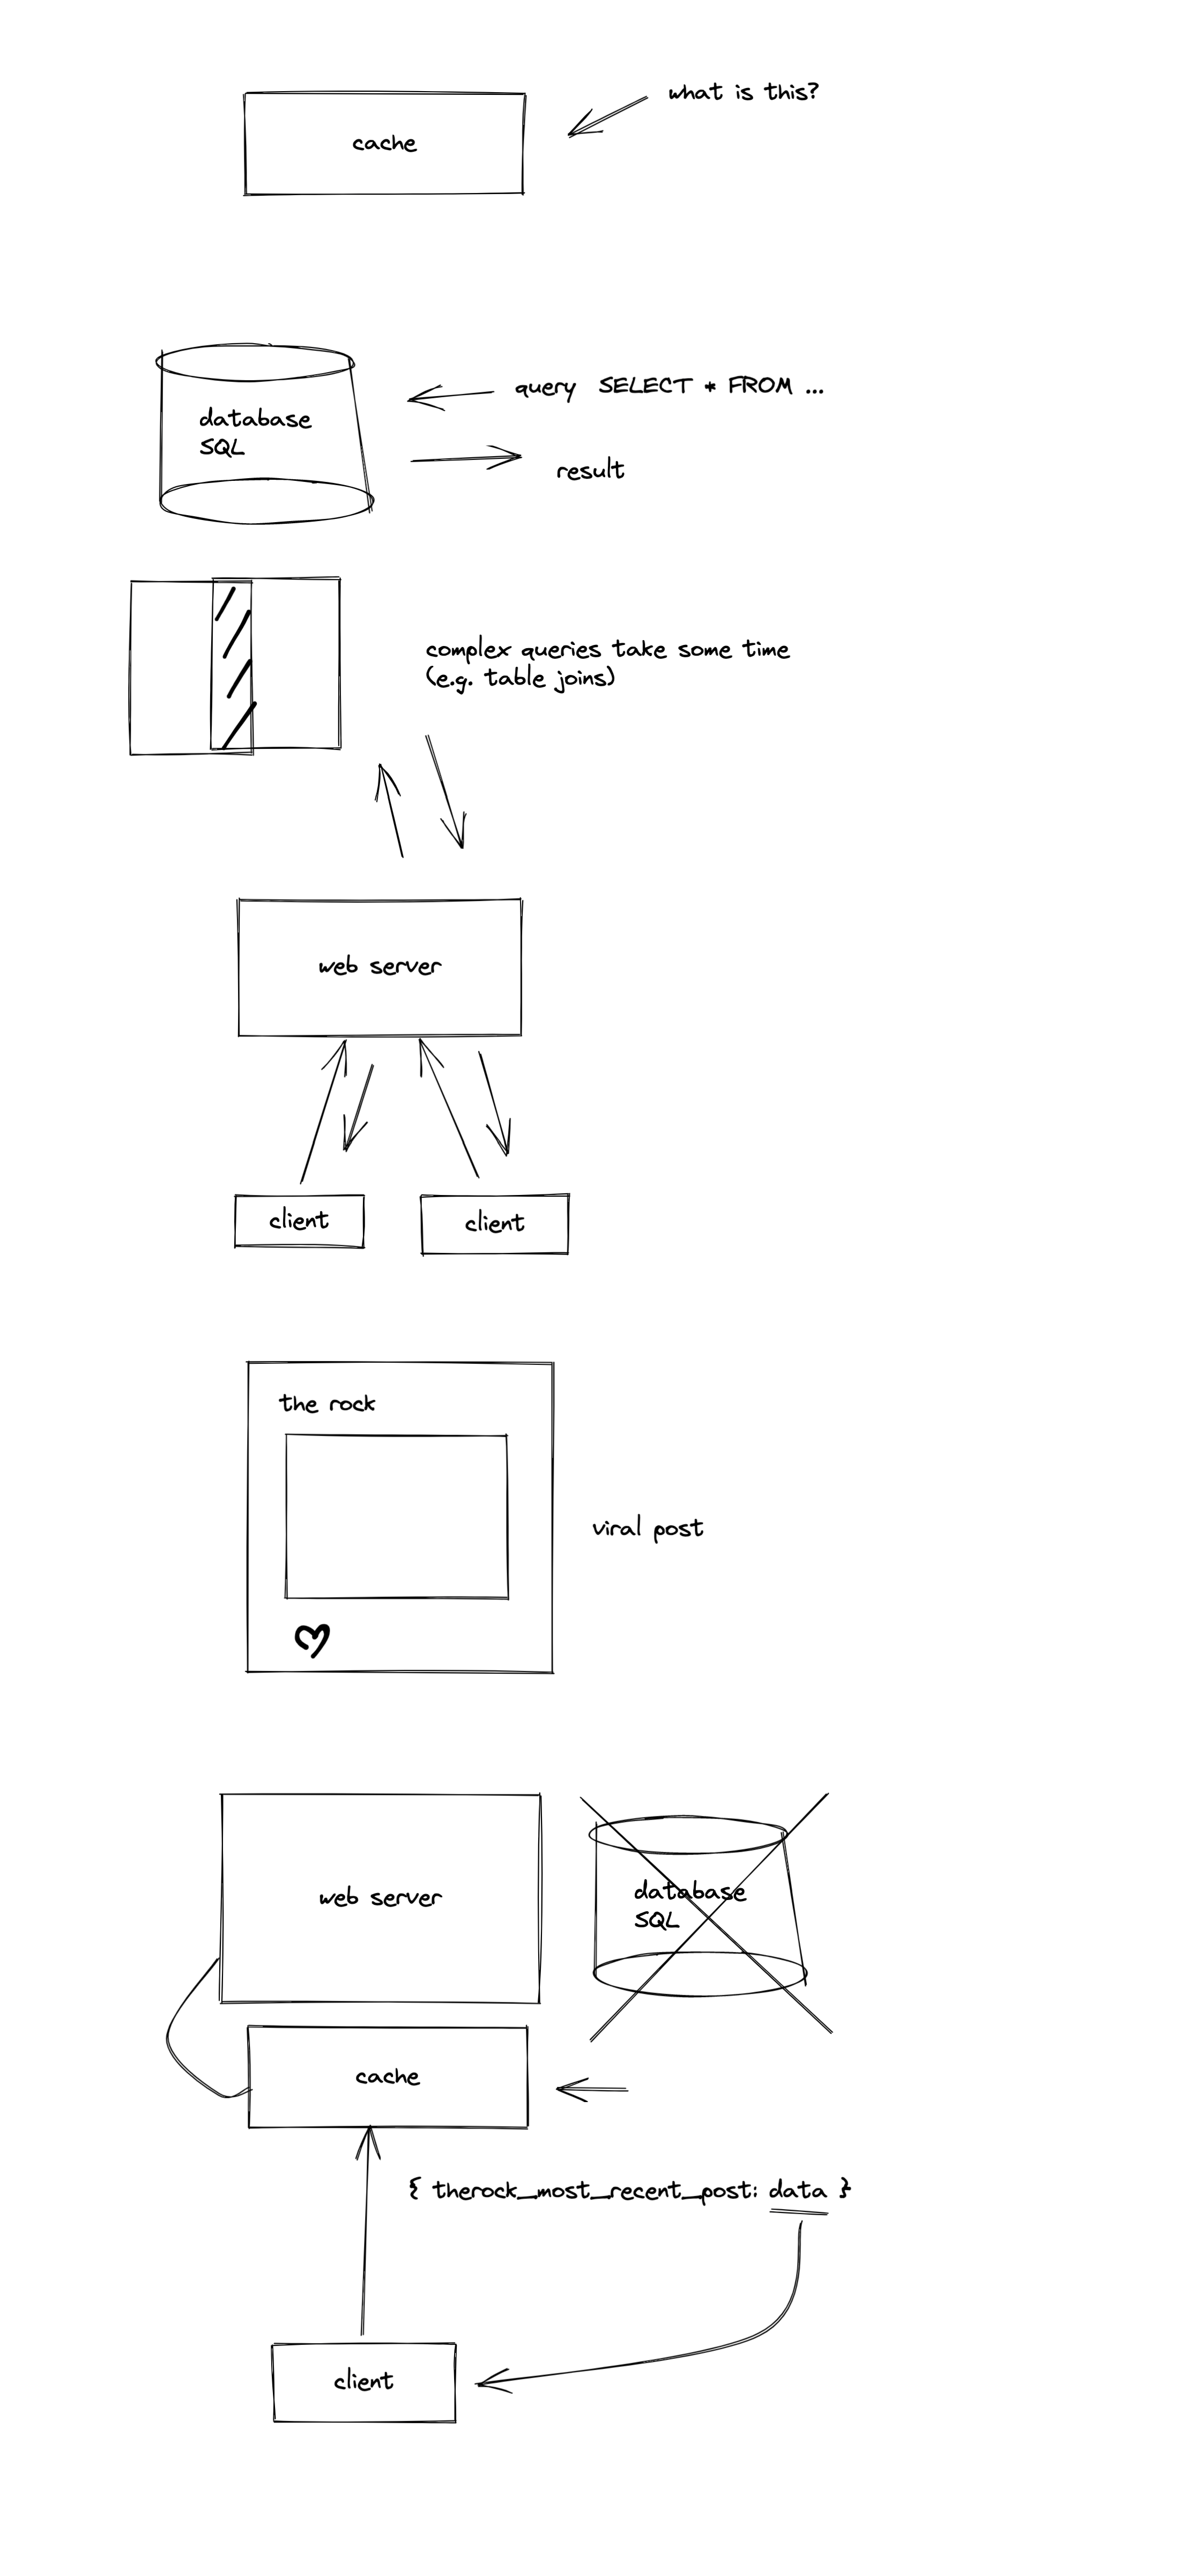 what is this?
cache
query SELECT * FROM ...
database
SQL
result
complex queries take some time
(e.g. table joins)
web server
client
client
the rock
viral post
web server
database
SQL
cache
{ therock_most_recent_post: data }
client